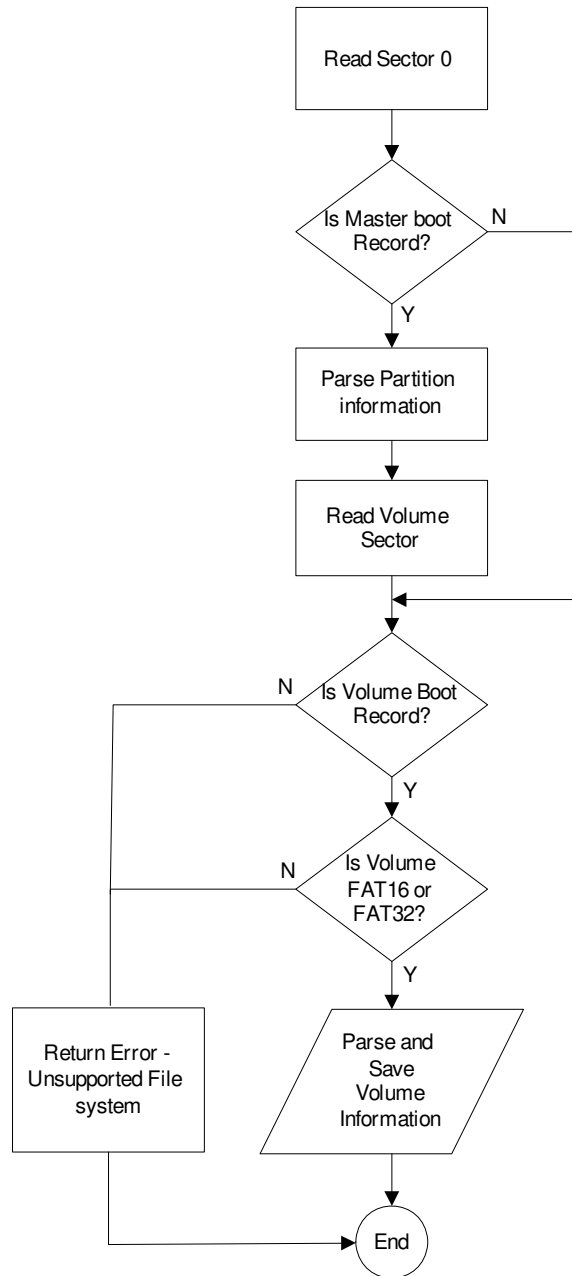 Read Sector 0
Is Master boot
Record?
N
Y
Parse Partition
information
Read Volume
Sector
N
Is Volume Boot
Record?
Y
N
Is Volume
FAT16 or
FAT32?
Y
Return Error -
Unsupported File
system
Parse and
Save
Volume
Information
End